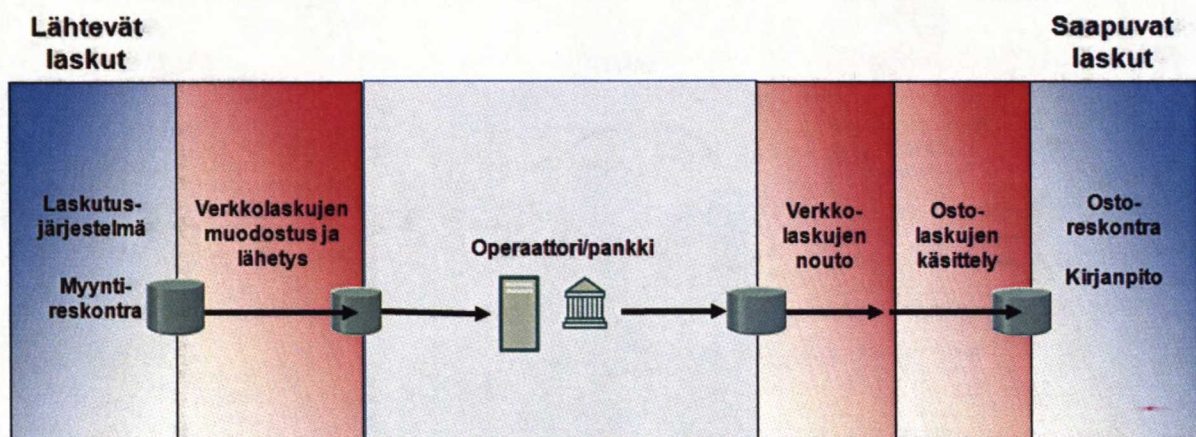 Lähtevät
laskut
Saapuvat
laskut
Laskutus-
järjestelmä
Myynti-
reskontra
Verkkolaskujen
muodostus ja
lähetys
Operaattori/pankki
Verkko-
laskujen
nouto
Osto-
laskujen
käsittely
Osto-
reskontra
Kirjanpito